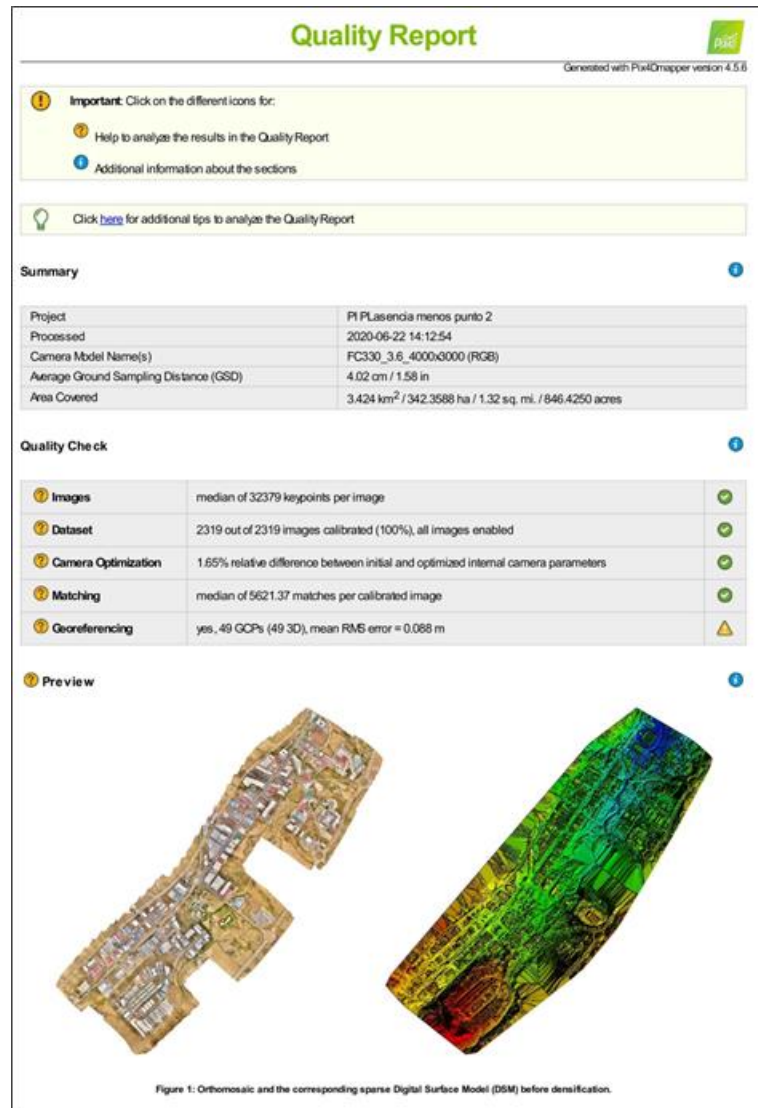 Quality Report
Generated with Pix4Dmapper version 4.5.6
Important: Click on the different icons for:
Help to analyze the results in the Quality Report
Additional information about the sections
Click here for additional tips to analyze the Quality Report
Summary
Project PI PLasencia menos punto 2
Processed 2020-06-22 14:12:54
Camera Model Name(s) FC330_3.6_4000x3000 (RGB)
Average Ground Sampling Distance (GSD) 4.02 cm / 1.58 in
Area Covered 3.424 km2 / 342.3588 ha / 1.32 sq. mi. / 846.4250 acres
Quality Check
Images median of 32379 keypoints per image
Dataset 2319 out of 2319 images calibrated (100%), all images enabled
Camera Optimization 1.65% relative difference between initial and optimized internal camera parameters
Matching median of 5621.37 matches per calibrated image
Georeferencing yes, 49 GCPs (49 3D), mean RMS error = 0.088 m
Preview
Figure 1: Orthomosaic and the corresponding sparse Digital Surface Model (DSM) before densification.